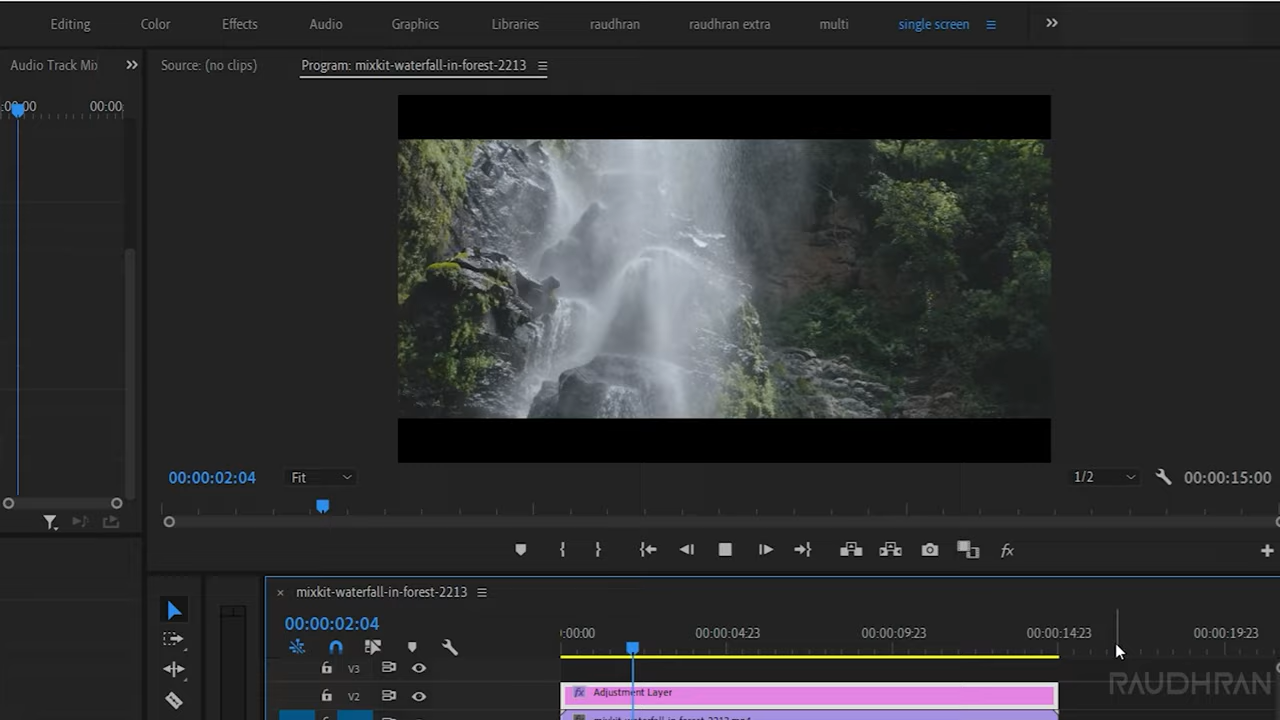 Editing Color Effects Audio Graphics Libraries raudhran raudhran extra multi single screen
Audio Track Mix Source: (no clips) Program: mixkit-waterfall-in-forest-2213
:00:00 00:00
00:00:02:04 Fit 1/2 00:00:15:00
fx
× mixkit-waterfall-in-forest-2213
00:00:02:04
:00:00 00:00:04:23 00:00:09:23 00:00:14:23 00:00:19:23
V3
V2 fx Adjustment Layer
mixkit-waterfall-in-forest-2213.mp4
RAUDHRAN